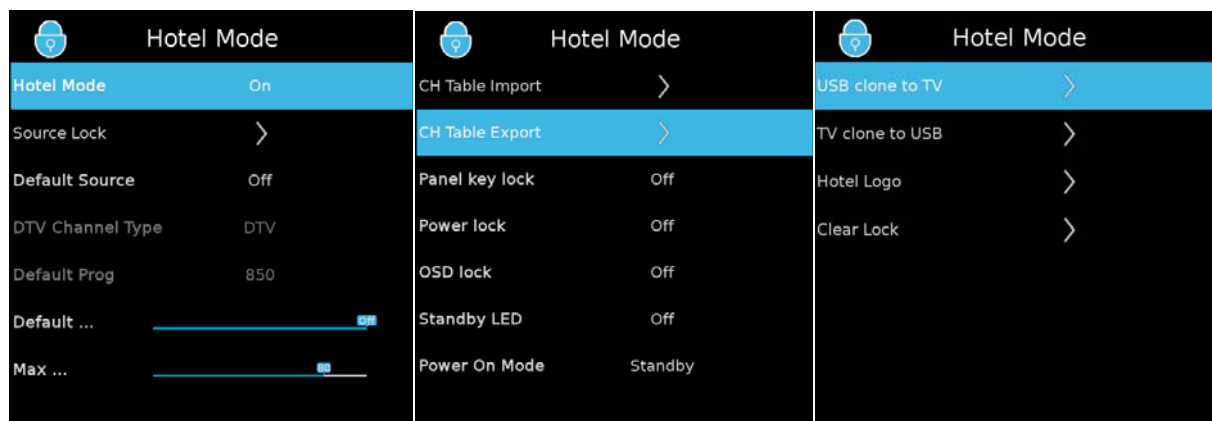 Hotel Mode
Hotel Mode On
Source Lock
Default Source Off
DTV Channel Type DTV
Default Prog 850
Default ... Off
Max ... 80
Hotel Mode
CH Table Import
CH Table Export
Panel key lock Off
Power lock Off
OSD lock Off
Standby LED Off
Power On Mode Standby
Hotel Mode
USB clone to TV
TV clone to USB
Hotel Logo
Clear Lock